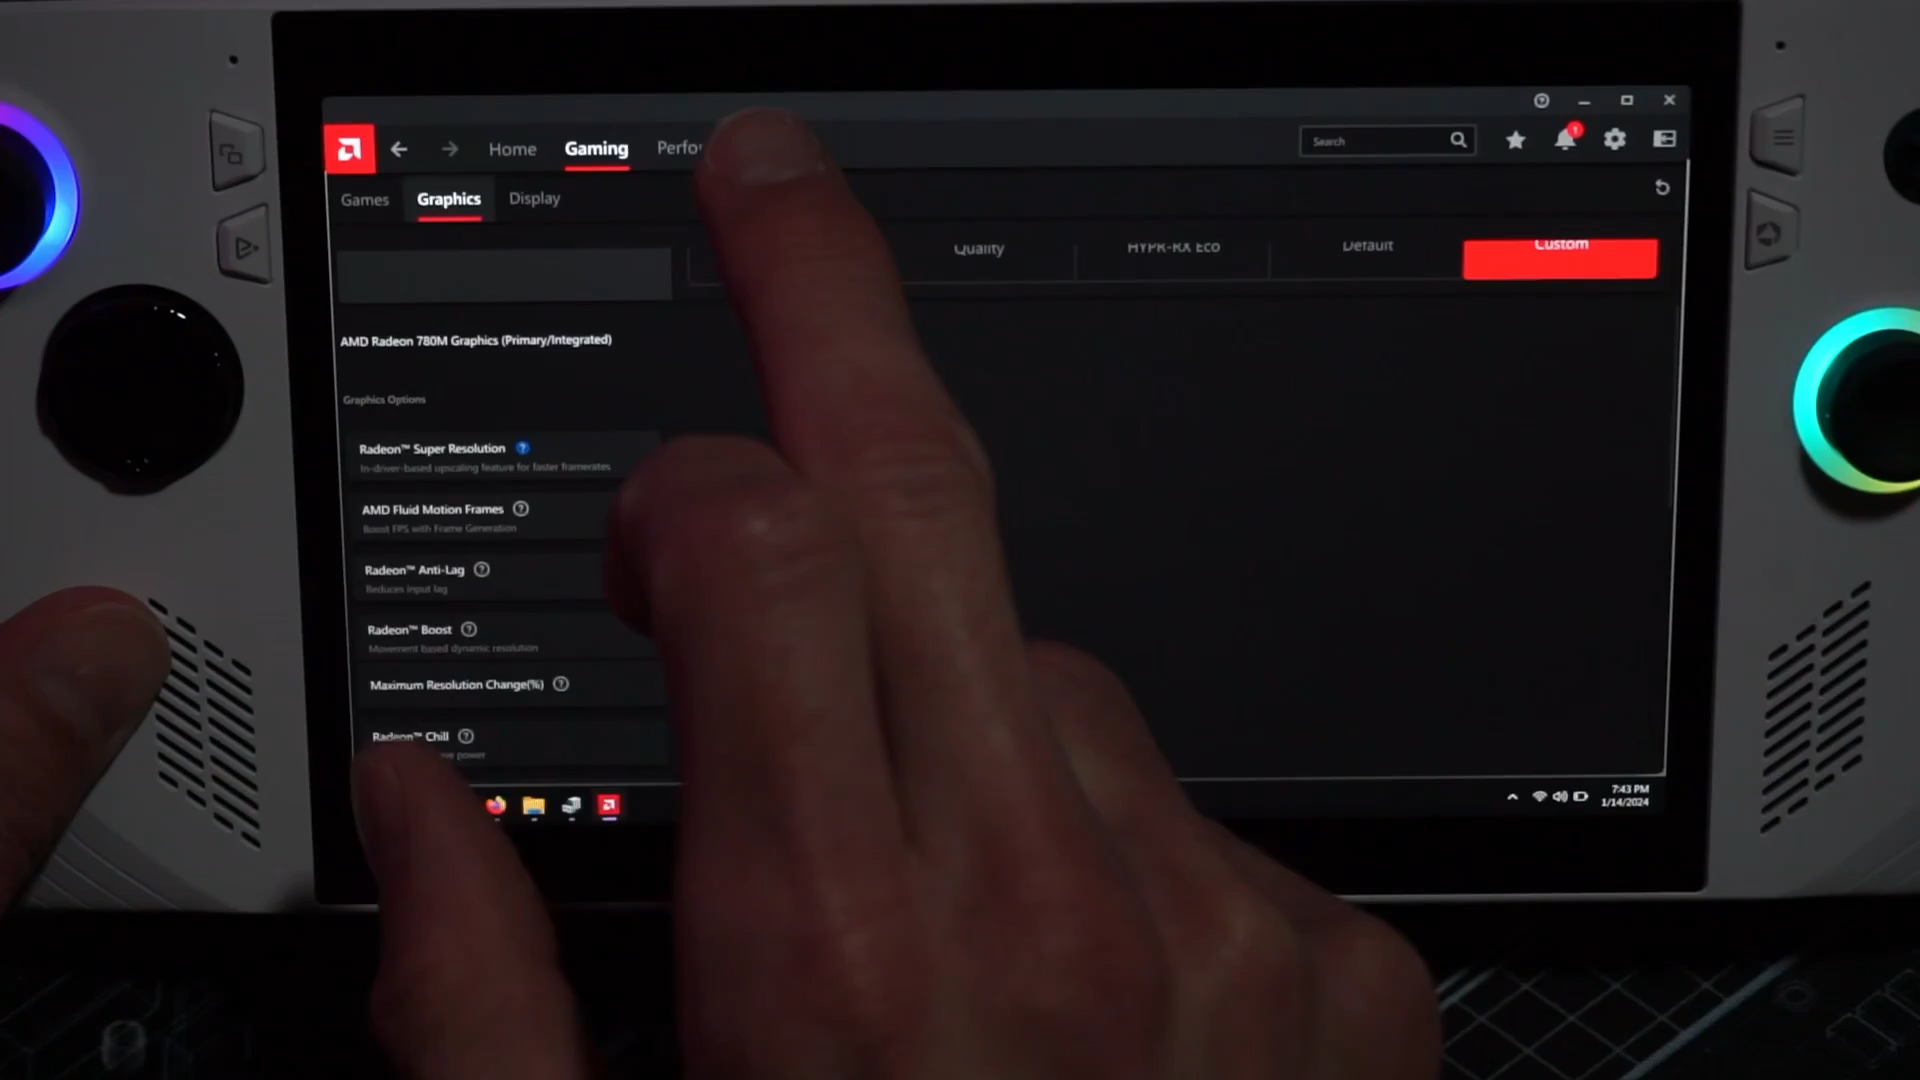 Home Gaming Perfo
Search
1
Games Graphics Display
Quality HYPR-RX Eco Default Custom
AMD Radeon 780M Graphics (Primary/Integrated)
Graphics Options
Radeon™ Super Resolution ?
In-driver-based upscaling feature for faster framerates
AMD Fluid Motion Frames ?
Boost FPS with Frame Generation
Radeon™ Anti-Lag ?
Reduces input lag
Radeon™ Boost ?
Movement based dynamic resolution
Maximum Resolution Change(%) ?
Radeon™ Chill ?
power
7:43 PM
1/14/2024